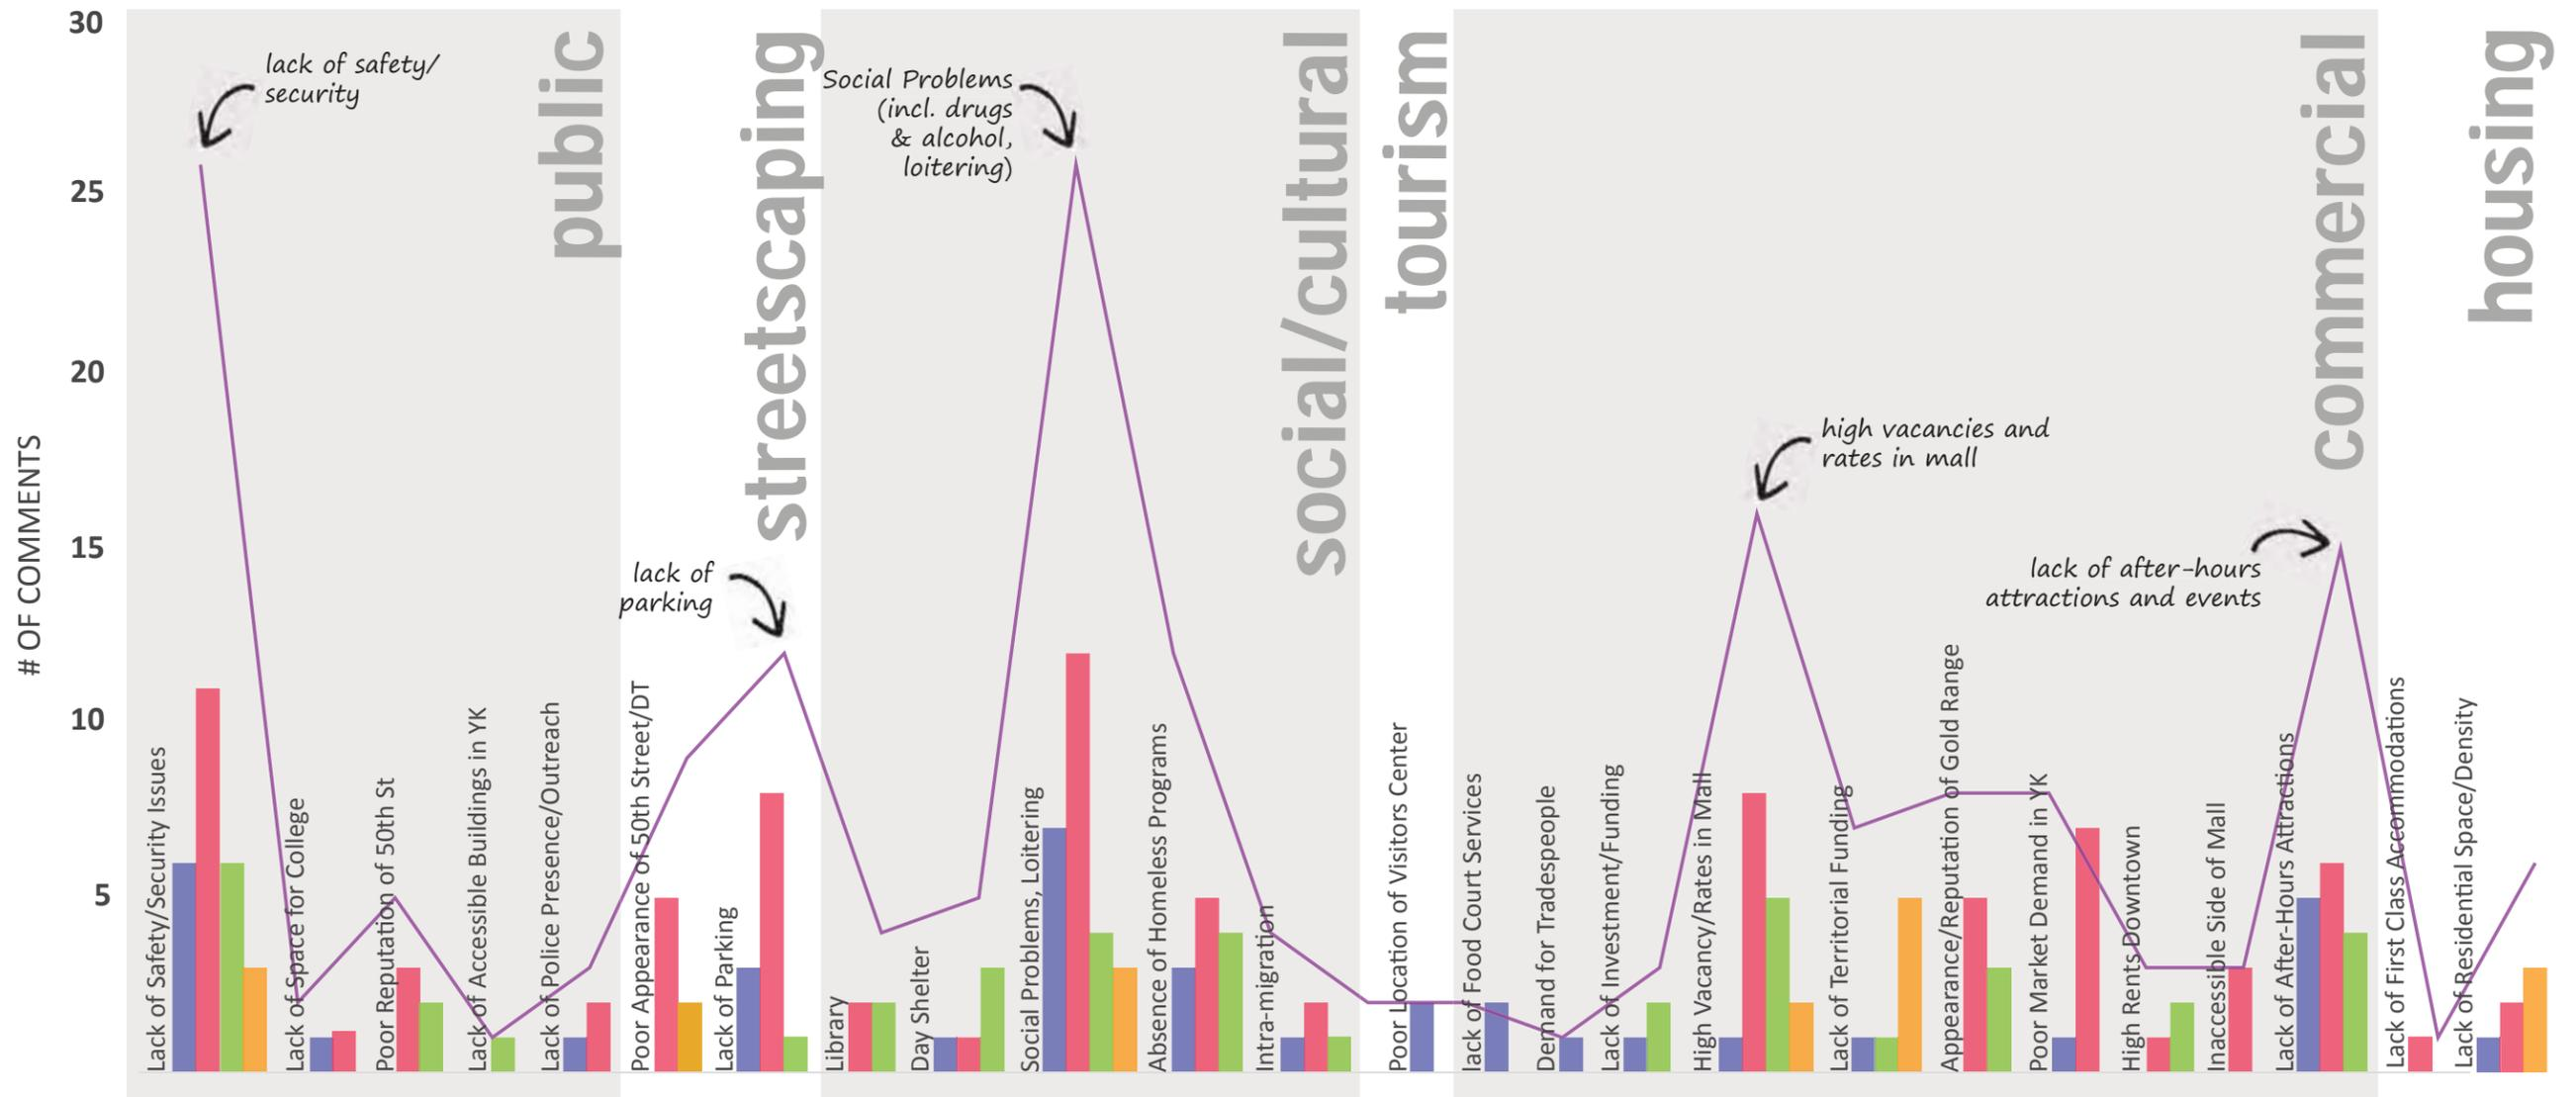 30
25
20
15
10
5
# OF COMMENTS
lack of safety/
security
public
lack of
parking
streetscaping
Social Problems
(incl. drugs
& alcohol,
loitering)
social/cultural
tourism
high vacancies and
rates in mall
lack of after-hours
attractions and events
commercial
housing
Lack of Safety/Security Issues
Lack of Space for College
Poor Reputation of 50th St
Lack of Accessible Buildings in YK
Lack of Police Presence/Outreach
Poor Appearance of 50th Street/DT
Lack of Parking
Library
Day Shelter
Social Problems, Loitering
Absence of Homeless Programs
Intra-migration
Poor Location of Visitors Center
lack of Food Court Services
Demand for Tradespeople
Lack of Investment/Funding
High Vacancy/Rates in Mall
Lack of Territorial Funding
Appearance/Reputation of Gold Range
Poor Market Demand in YK
High Rents Downtown
Inaccessible Side of Mall
Lack of After-Hours Attractions
Lack of First Class Accommodations
Lack of Residential Space/Density